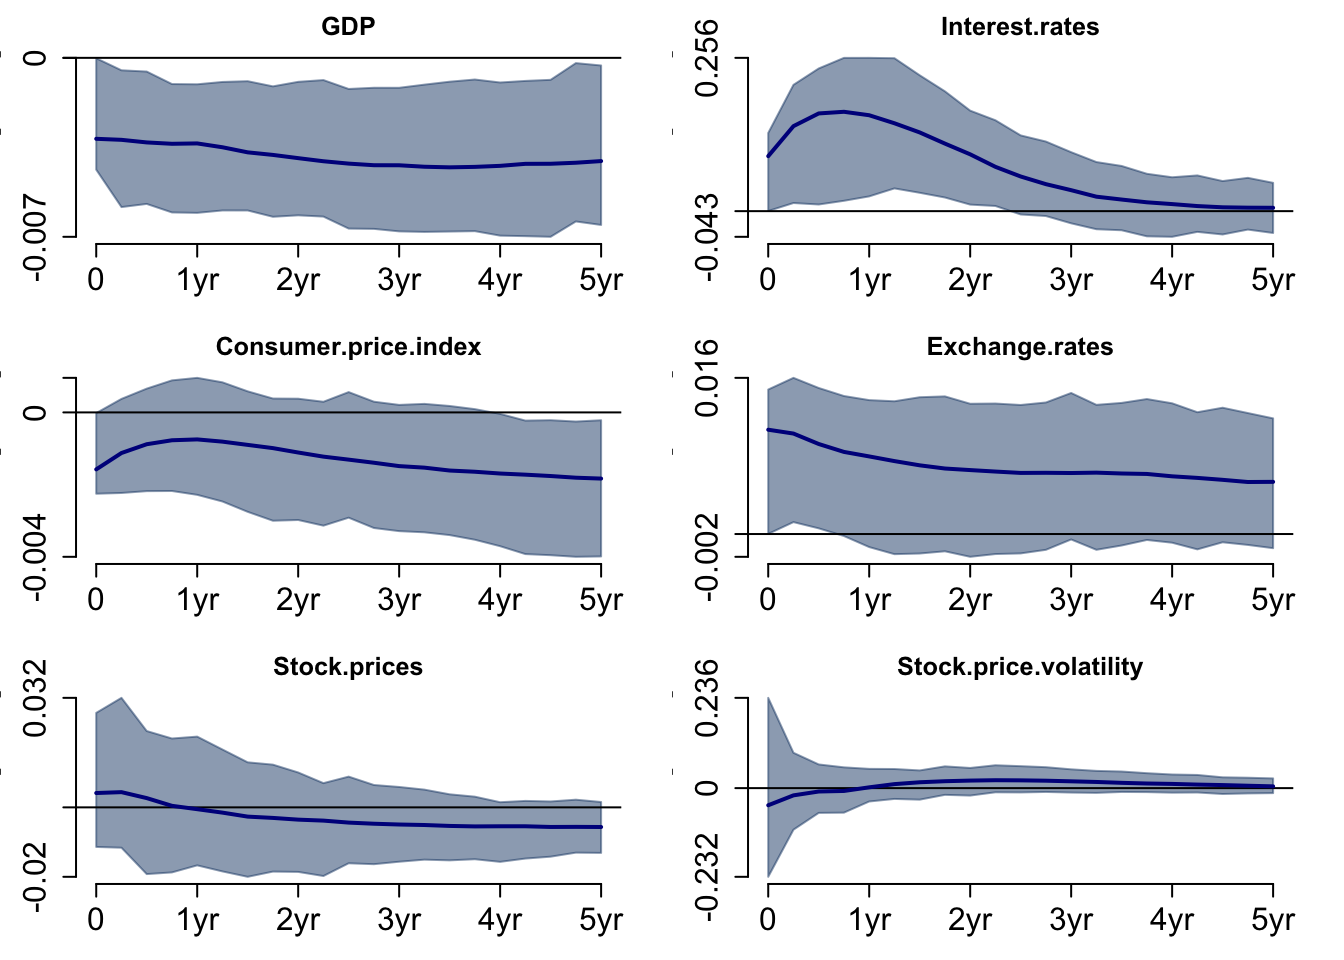 GDP
0
-0.007
0 1yr 2yr 3yr 4yr 5yr
Interest.rates
0.256
-0.043
0 1yr 2yr 3yr 4yr 5yr
Consumer.price.index
0
-0.004
0 1yr 2yr 3yr 4yr 5yr
Exchange.rates
0.016
-0.002
0 1yr 2yr 3yr 4yr 5yr
Stock.prices
0.032
-0.02
0 1yr 2yr 3yr 4yr 5yr
Stock.price.volatility
0.236
0
-0.232
0 1yr 2yr 3yr 4yr 5yr